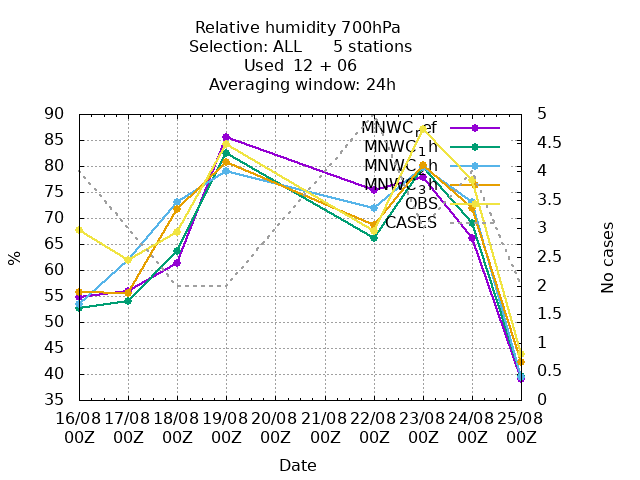 Relative humidity 700hPa
Selection: ALL 5 stations
Used 12 + 06
Averaging window: 24h
90
85
80
75
70
65
60
55
50
45
40
35
%
5
4.5
4
3.5
3
2.5
2
1.5
1
0.5
0
No cases
MNWCref
MNWC1h
MNWC2h
MNWC3h
OBS
CASES
16/08 17/08 18/08 19/08 20/08 21/08 22/08 23/08 24/08 25/08
00Z 00Z 00Z 00Z 00Z 00Z 00Z 00Z 00Z 00Z
Date